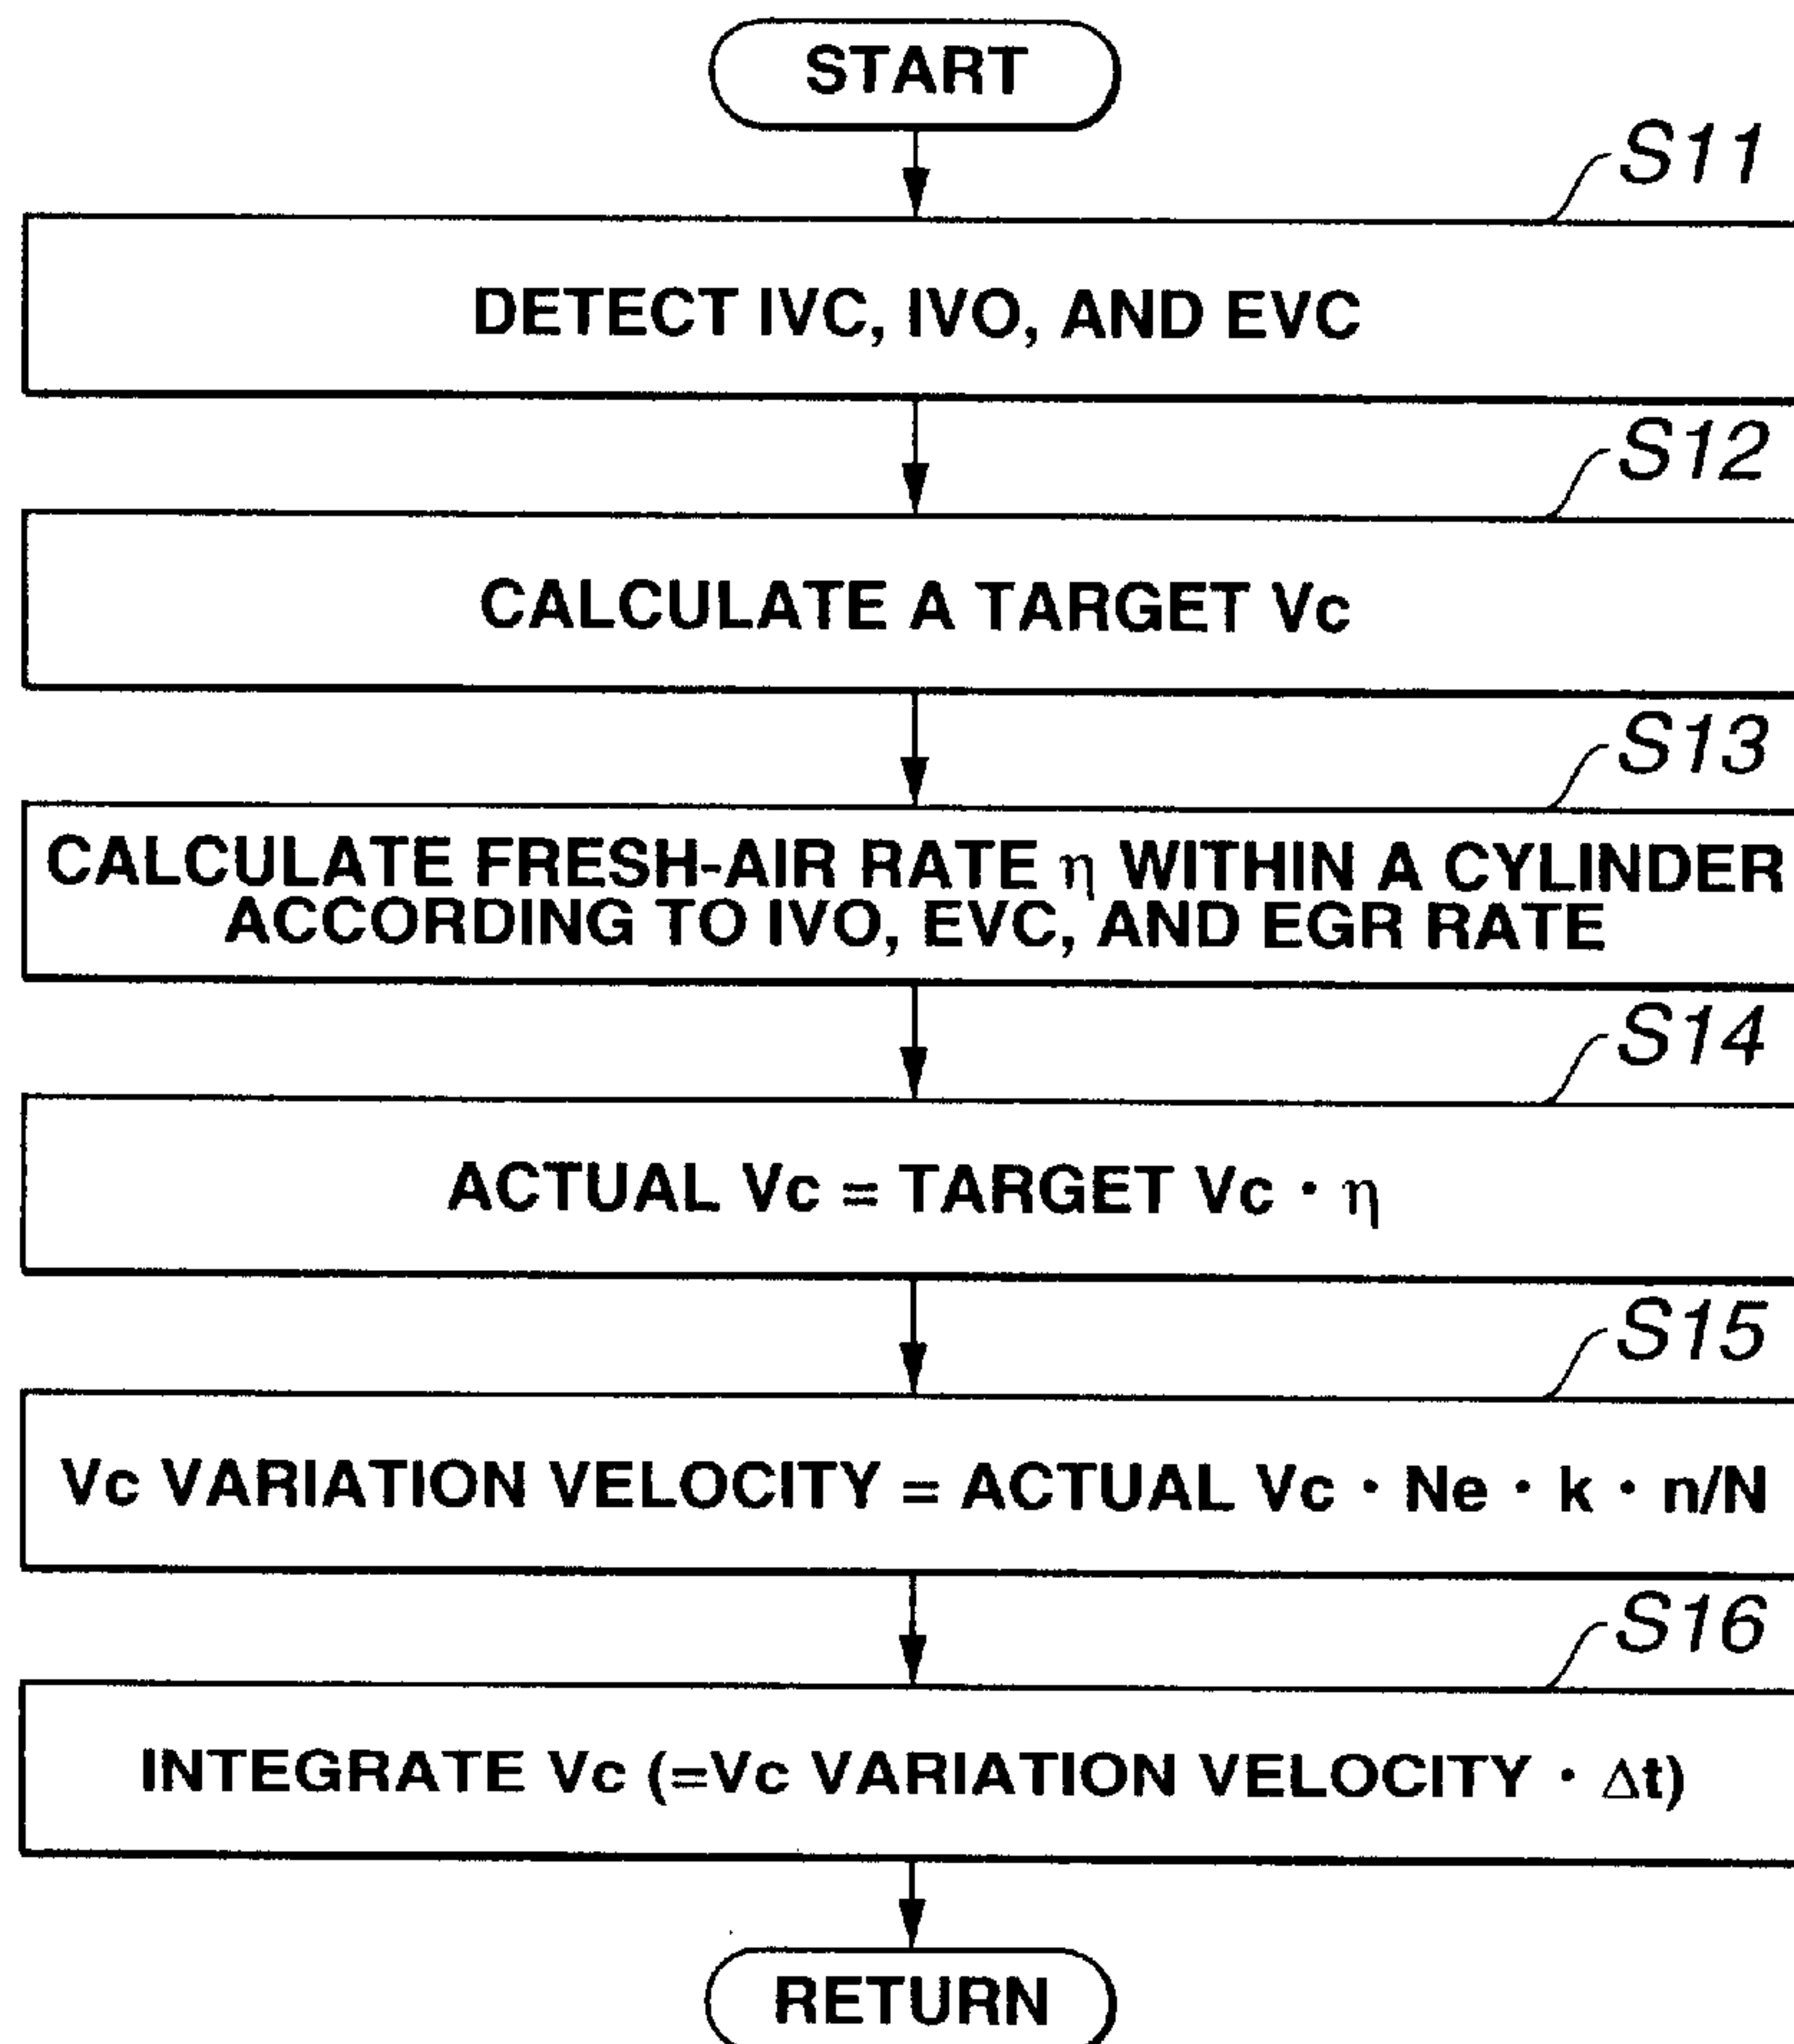 START
S11
DETECT IVC, IVO, AND EVC
S12
CALCULATE A TARGET Vc
S13
CALCULATE FRESH-AIR RATE η WITHIN A CYLINDER
ACCORDING TO IVO, EVC, AND EGR RATE
S14
ACTUAL Vc = TARGET Vc · η
S15
Vc VARIATION VELOCITY = ACTUAL Vc · Ne · k · n/N
S16
INTEGRATE Vc (=Vc VARIATION VELOCITY · Δt)
RETURN